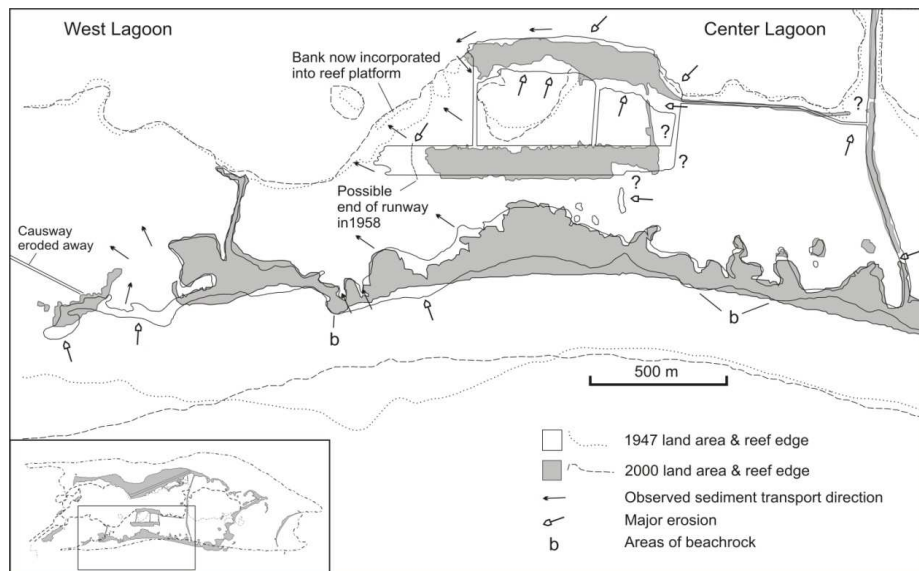 West Lagoon
Center Lagoon
Bank now incorporated
into reef platform
?
?
?
?
Possible
end of runway
in1958
Causway
eroded away
b
b
500 m
1947 land area & reef edge
2000 land area & reef edge
Observed sediment transport direction
Major erosion
b Areas of beachrock